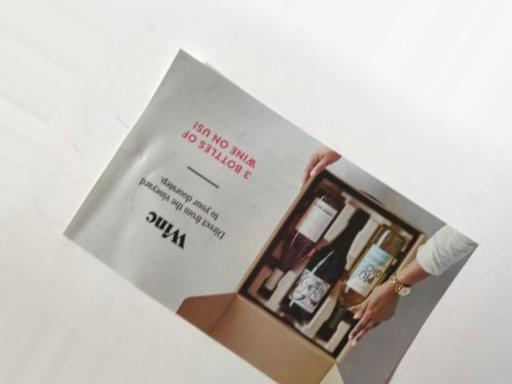 Winc
Direct from the vineyard
to your doorstep.
3 BOTTLES OF
WINE ON US!